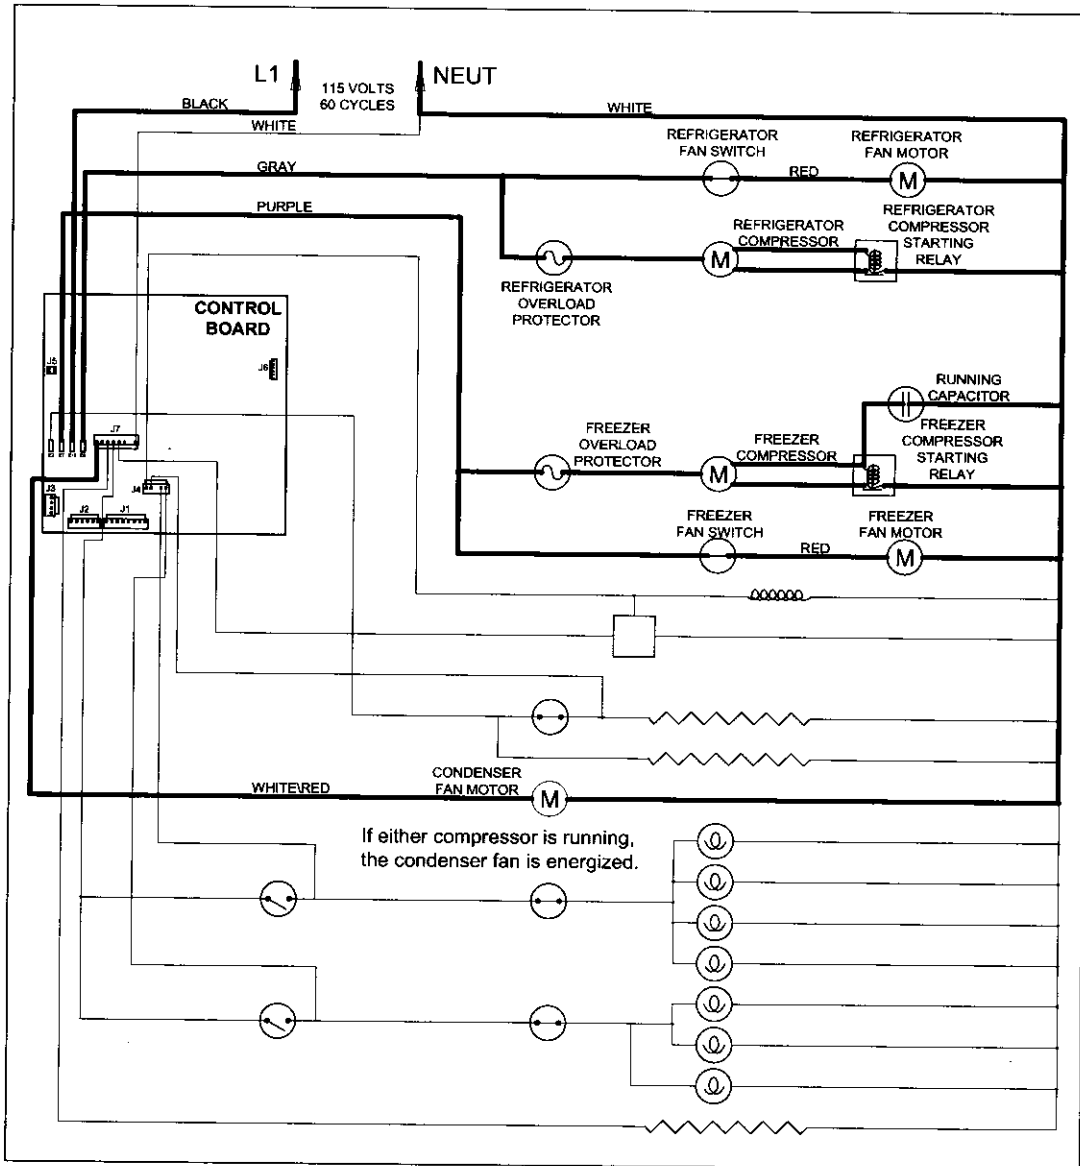 L1
115 VOLTS
60 CYCLES
NEUT
BLACK
WHITE
WHITE
GRAY
PURPLE
REFRIGERATOR
FAN SWITCH
RED
REFRIGERATOR
FAN MOTOR
M
REFRIGERATOR
OVERLOAD
PROTECTOR
M
REFRIGERATOR
COMPRESSOR
REFRIGERATOR
COMPRESSOR
STARTING
RELAY
CONTROL
BOARD
J5
J6
J7
J3
J4
J2
J1
RUNNING
CAPACITOR
FREEZER
OVERLOAD
PROTECTOR
M
FREEZER
COMPRESSOR
FREEZER
COMPRESSOR
STARTING
RELAY
FREEZER
FAN SWITCH
RED
FREEZER
FAN MOTOR
M
WHITE\RED
CONDENSER
FAN MOTOR
M
If either compressor is running,
the condenser fan is energized.